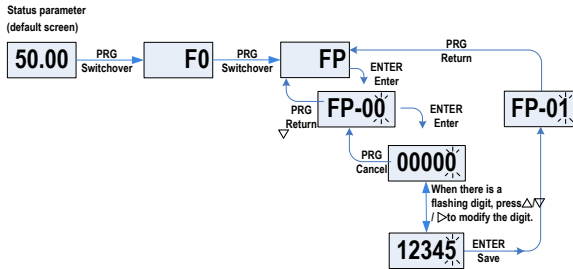 Status parameter
(default screen)
50.00
PRG
Switchover
F0
PRG
Switchover
FP
PRG
Return
ENTER
Enter
PRG
Return
▽
FP-00
ENTER
Enter
FP-01
PRG
Cancel
00000
When there is a
flashing digit, press△/▽
/ ▷to modify the digit.
12345
ENTER
Save